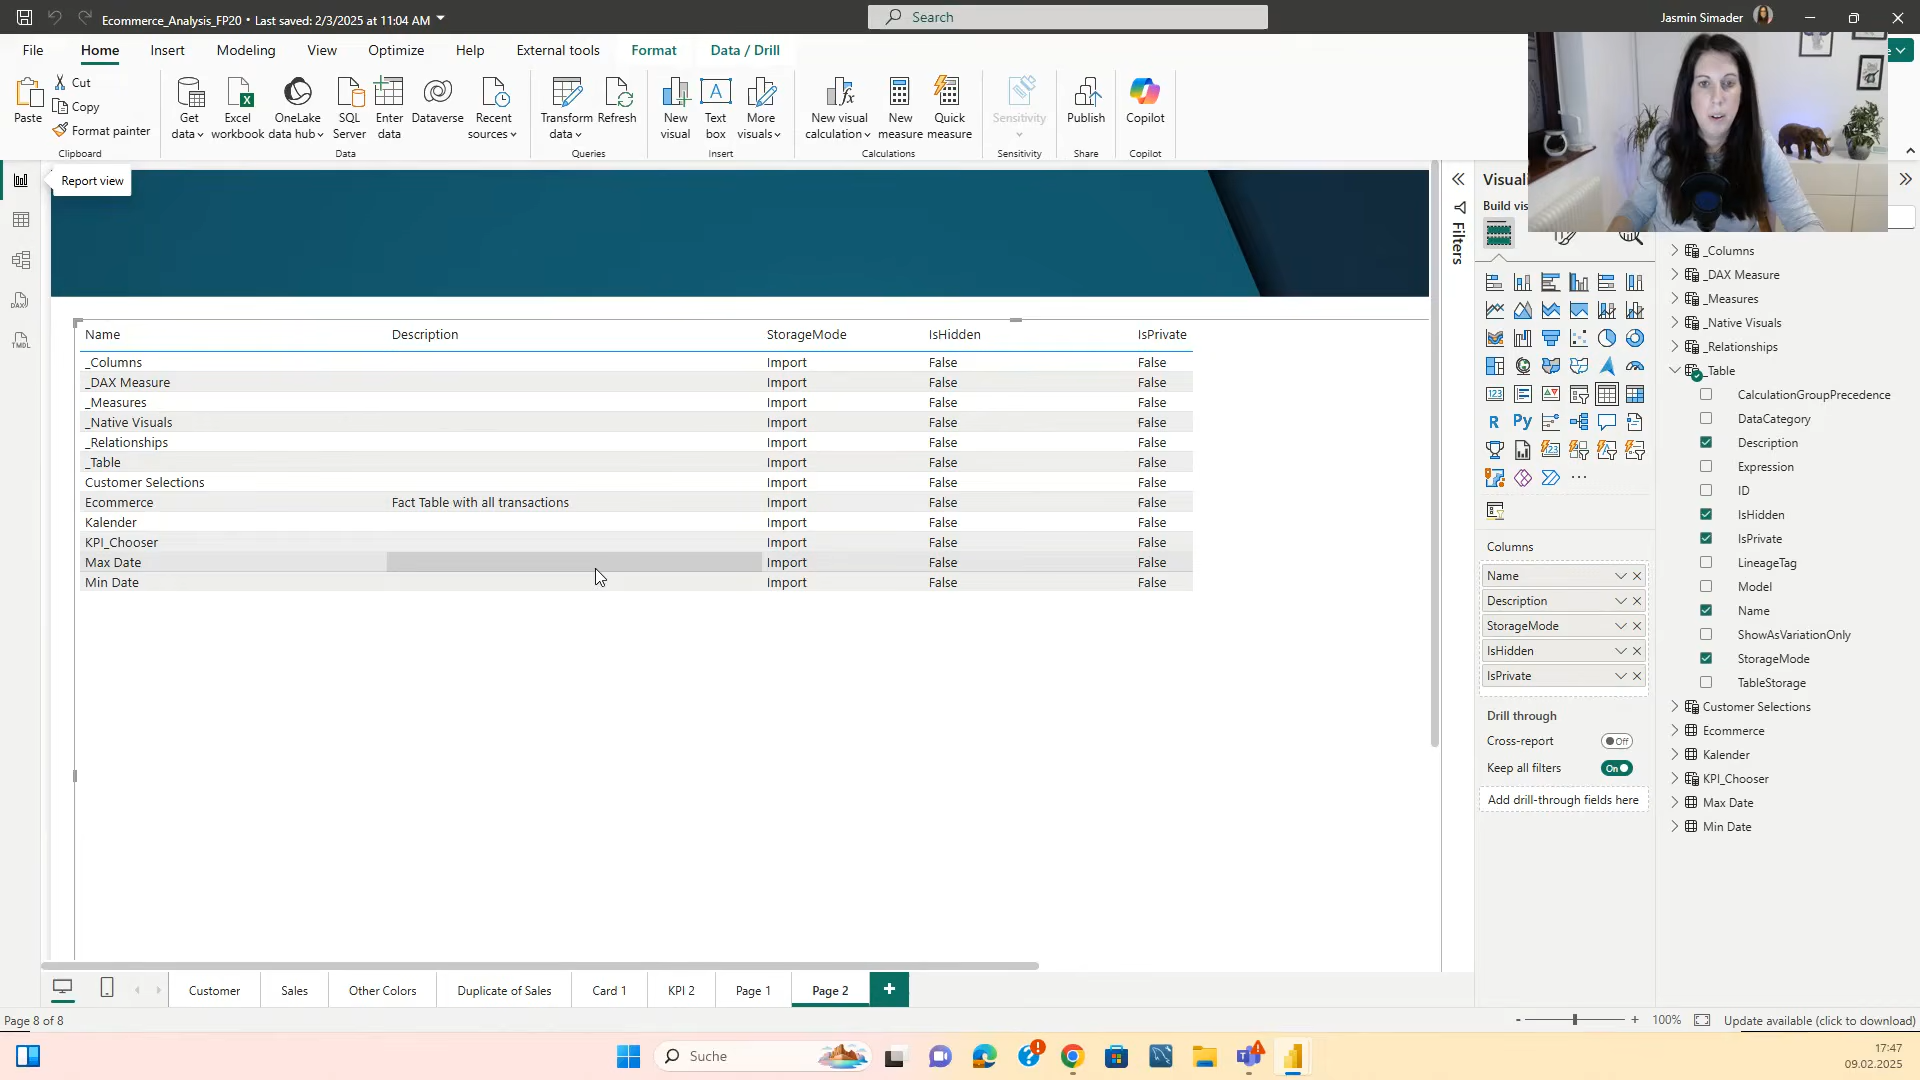 Ecommerce_Analysis_FP20 • Last saved: 2/3/2025 at 11:04 AM
Search
Jasmin Simader
File
Home
Insert
Modeling
View
Optimize
Help
External tools
Format
Data / Drill
Paste
Cut
Copy
Format painter
Get data
Excel workbook
OneLake data hub
SQL Server
Enter data
Dataverse
Recent sources
Transform data
Refresh
New visual
Text box
More visuals
New visual calculation
New measure
Quick measure
Sensitivity
Publish
Copilot
Clipboard
Data
Queries
Insert
Calculations
Sensitivity
Share
Copilot
Report view
DAX
TMDL
Name Description StorageMode IsHidden IsPrivate
_Columns Import False False
_DAX Measure Import False False
_Measures Import False False
_Native Visuals Import False False
_Relationships Import False False
_Table Import False False
Customer Selections Import False False
Ecommerce Fact Table with all transactions Import False False
Kalender Import False False
KPI_Chooser Import False False
Max Date Import False False
Min Date Import False False
Filters
Visuali
Build vis
123
R
Py
Columns
Name
Description
StorageMode
IsHidden
IsPrivate
Drill through
Cross-report
Off
Keep all filters
On
Add drill-through fields here
_Columns
_DAX Measure
_Measures
_Native Visuals
_Relationships
_Table
CalculationGroupPrecedence
DataCategory
Description
Expression
ID
IsHidden
IsPrivate
LineageTag
Model
Name
ShowAsVariationOnly
StorageMode
TableStorage
Customer Selections
Ecommerce
Kalender
KPI_Chooser
Max Date
Min Date
Customer
Sales
Other Colors
Duplicate of Sales
Card 1
KPI 2
Page 1
Page 2
Page 8 of 8
100%
Update available (click to download)
Suche
17:47
09.02.2025